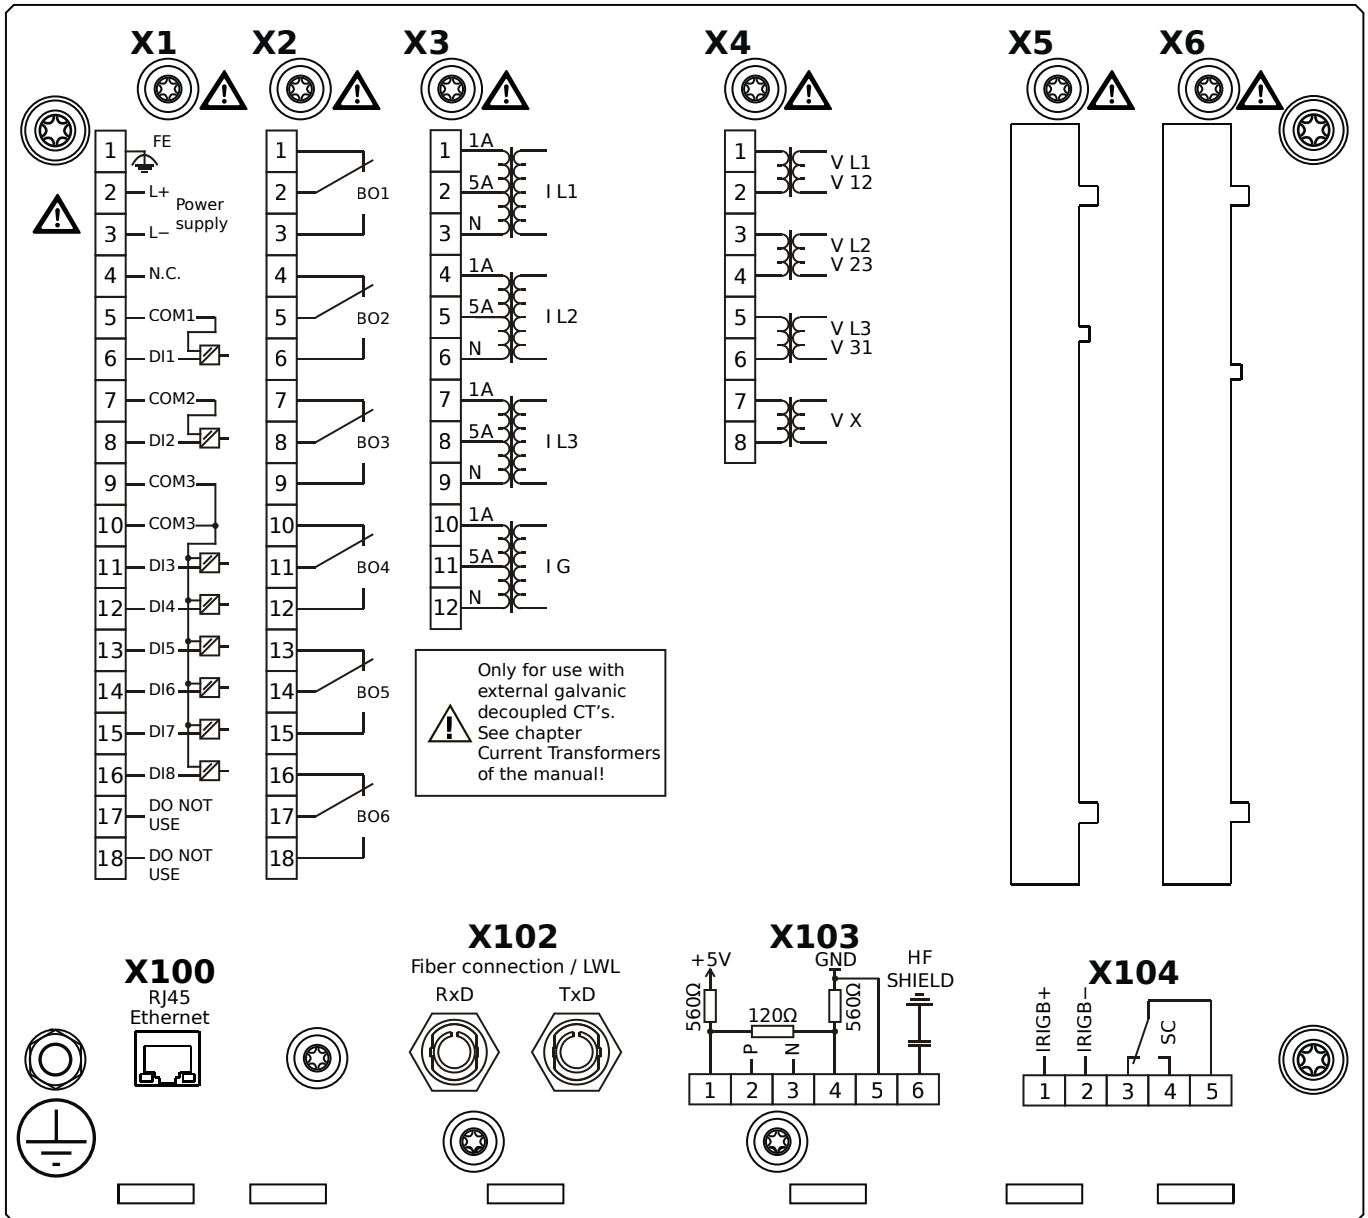 X1 X2 X3 X4 X5 X6
1 FE
2 L+ Power
supply
3 L−
4 N.C.
5 COM1
6 DI1
7 COM2
8 DI2
9 COM3
10 COM3
11 DI3
12 DI4
13 DI5
14 DI6
15 DI7
16 DI8
17 DO NOT
USE
18 DO NOT
USE
1
2 BO1
3
4
5 BO2
6
7
8 BO3
9
10
11 BO4
12
13
14 BO5
15
16
17 BO6
18
1 1A
2 5A I L1
3 N
4 1A
5 5A I L2
6 N
7 1A
8 5A I L3
9 N
10 1A
11 5A I G
12 N
Only for use with
external galvanic
decoupled CT's.
See chapter
Current Transformers
of the manual!
1 V L1
2 V 12
3 V L2
4 V 23
5 V L3
6 V 31
7 V X
8
X100
RJ45
Ethernet
X102
Fiber connection / LWL
RxD TxD
X103
+5V GND HF
SHIELD
560Ω 120Ω 560Ω
P N
1 2 3 4 5 6
X104
IRIGB+ IRIGB− SC
1 2 3 4 5